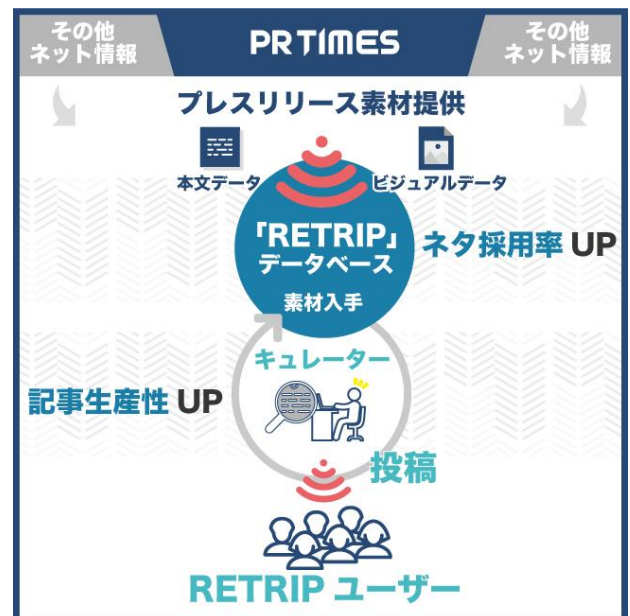 その他
ネット情報
PR TIMES
その他
ネット情報
プレスリリース素材提供
本文データ
ビジュアルデータ
「RETRIP」
データベース
素材入手
ネタ採用率 UP
キュレーター
記事生産性 UP
投稿
RETRIP ユーザー